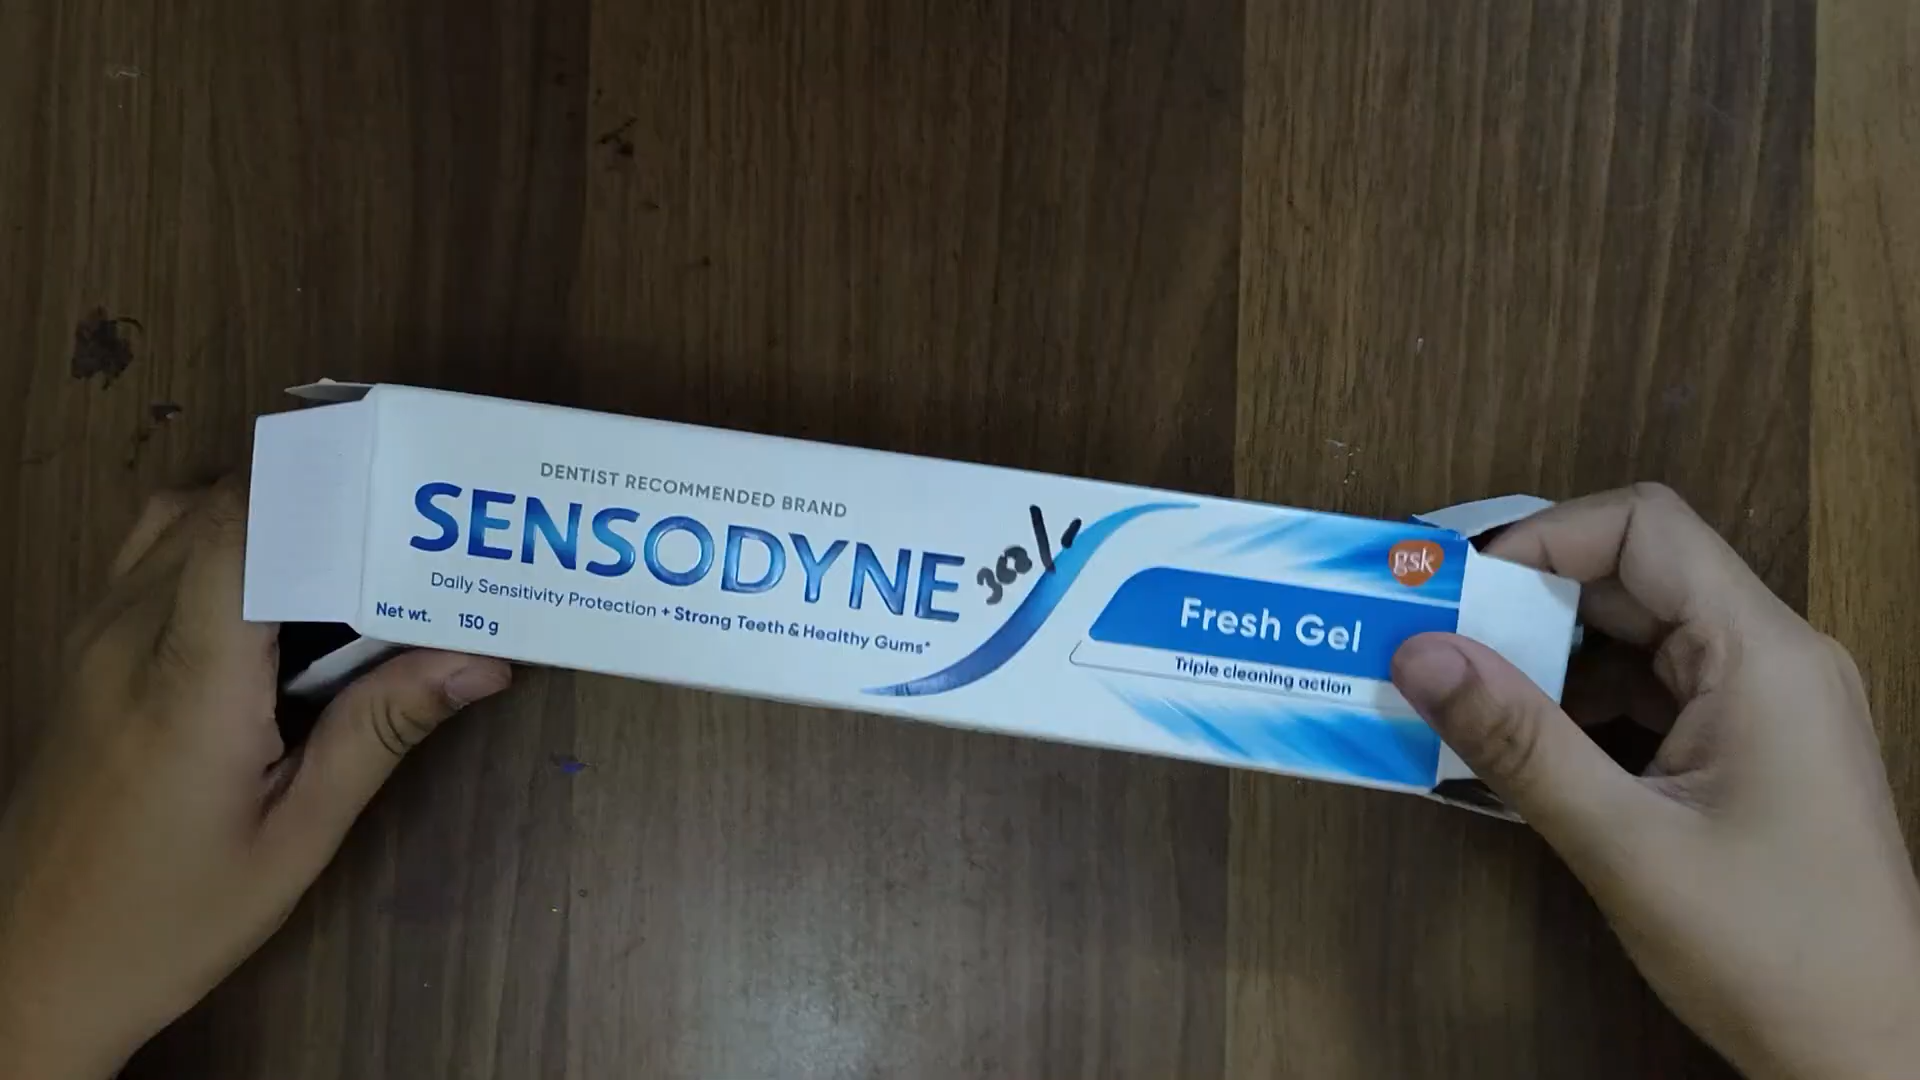 DENTIST RECOMMENDED BRAND
SENSODYNE
Daily Sensitivity Protection + Strong Teeth & Healthy Gums*
Net wt. 150 g
gsk
Fresh Gel
Triple cleaning action